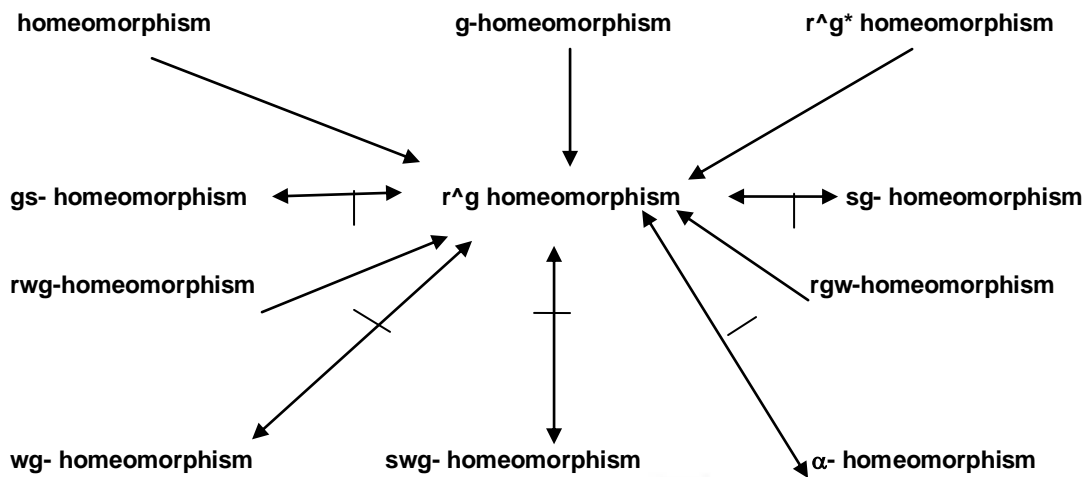 homeomorphism g-homeomorphism r^g* homeomorphism
gs- homeomorphism r^g homeomorphism sg- homeomorphism
rwg-homeomorphism rgw-homeomorphism
wg- homeomorphism swg- homeomorphism α- homeomorphism